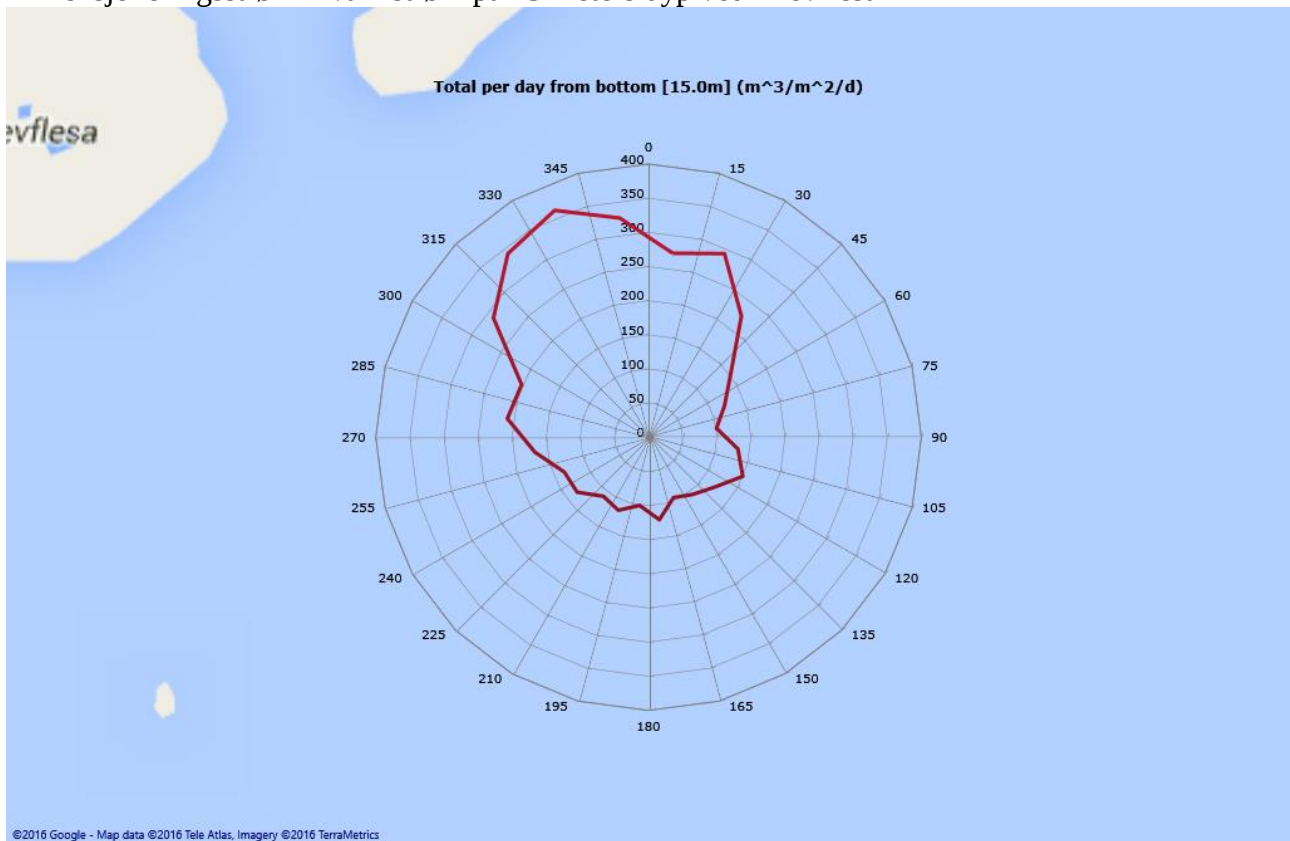 Total per day from bottom [15.0m] (m^3/m^2/d)
evflesa
0
345 400 15
330 350 30
315 300 45
250
300 200 60
150
285 100 75
50
270 0 90
255 105
240 120
225 135
210 150
195 165
180
©2016 Google - Map data ©2016 Tele Atlas, Imagery ©2016 TerraMetrics